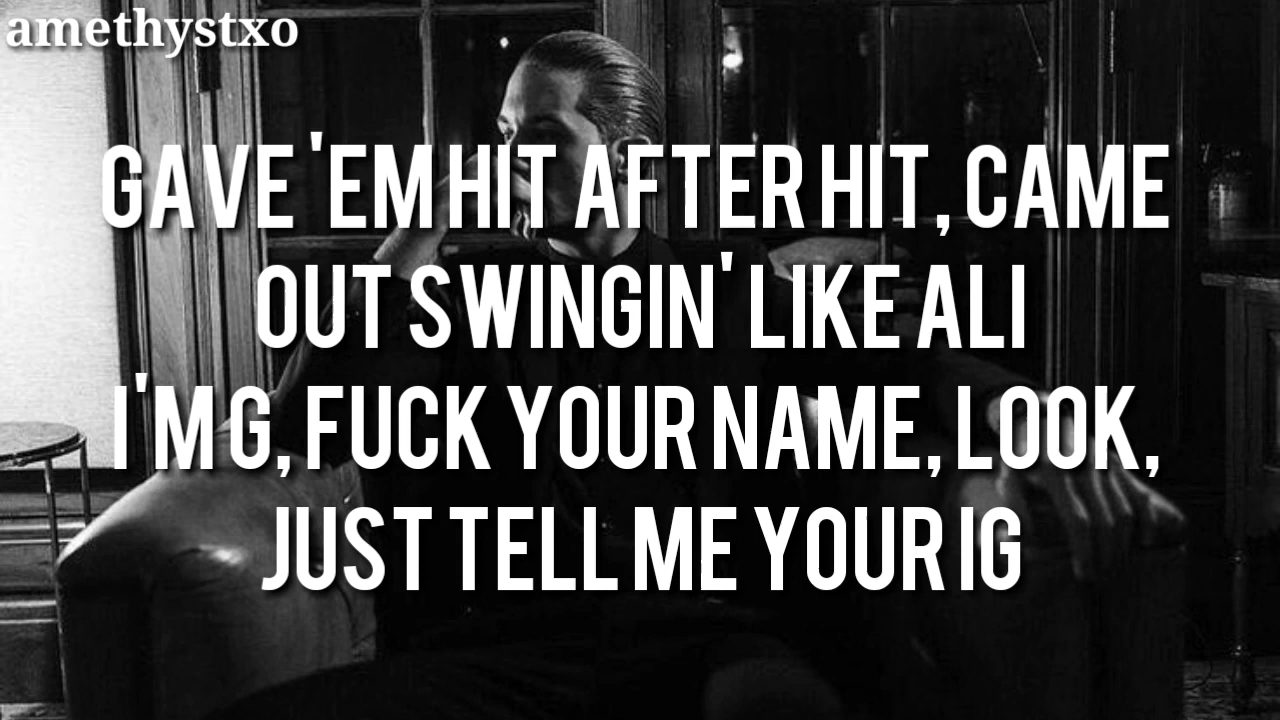 amethystxo
GAVE 'EM HIT AFTER HIT, CAME
OUT SWINGIN' LIKE ALI
I'M G, FUCK YOUR NAME, LOOK,
JUST TELL ME YOUR IG